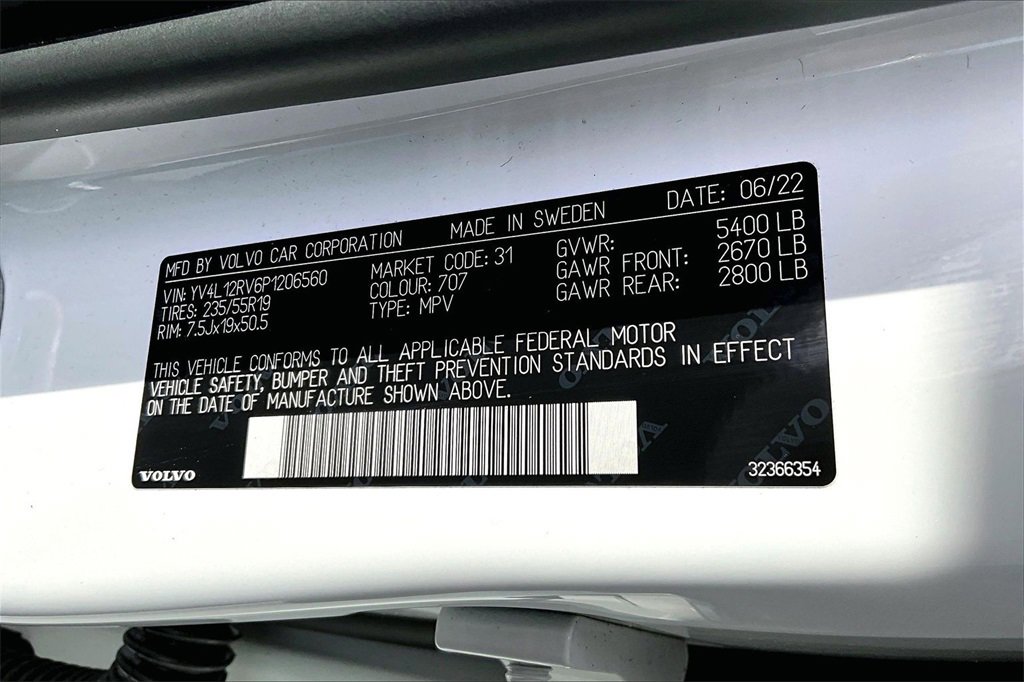 MFD BY VOLVO CAR CORPORATION MADE IN SWEDEN DATE: 06/22
VIN: YV4L12RV6P1206560 MARKET CODE: 31 GVWR: 5400 LB
TIRES: 235/55R19 COLOUR: 707 GAWR FRONT: 2670 LB
RIM: 7.5Jx19x50.5 TYPE: MPV GAWR REAR: 2800 LB
THIS VEHICLE CONFORMS TO ALL APPLICABLE FEDERAL MOTOR
VEHICLE SAFETY, BUMPER AND THEFT PREVENTION STANDARDS IN EFFECT
ON THE DATE OF MANUFACTURE SHOWN ABOVE.
VOLVO 32366354